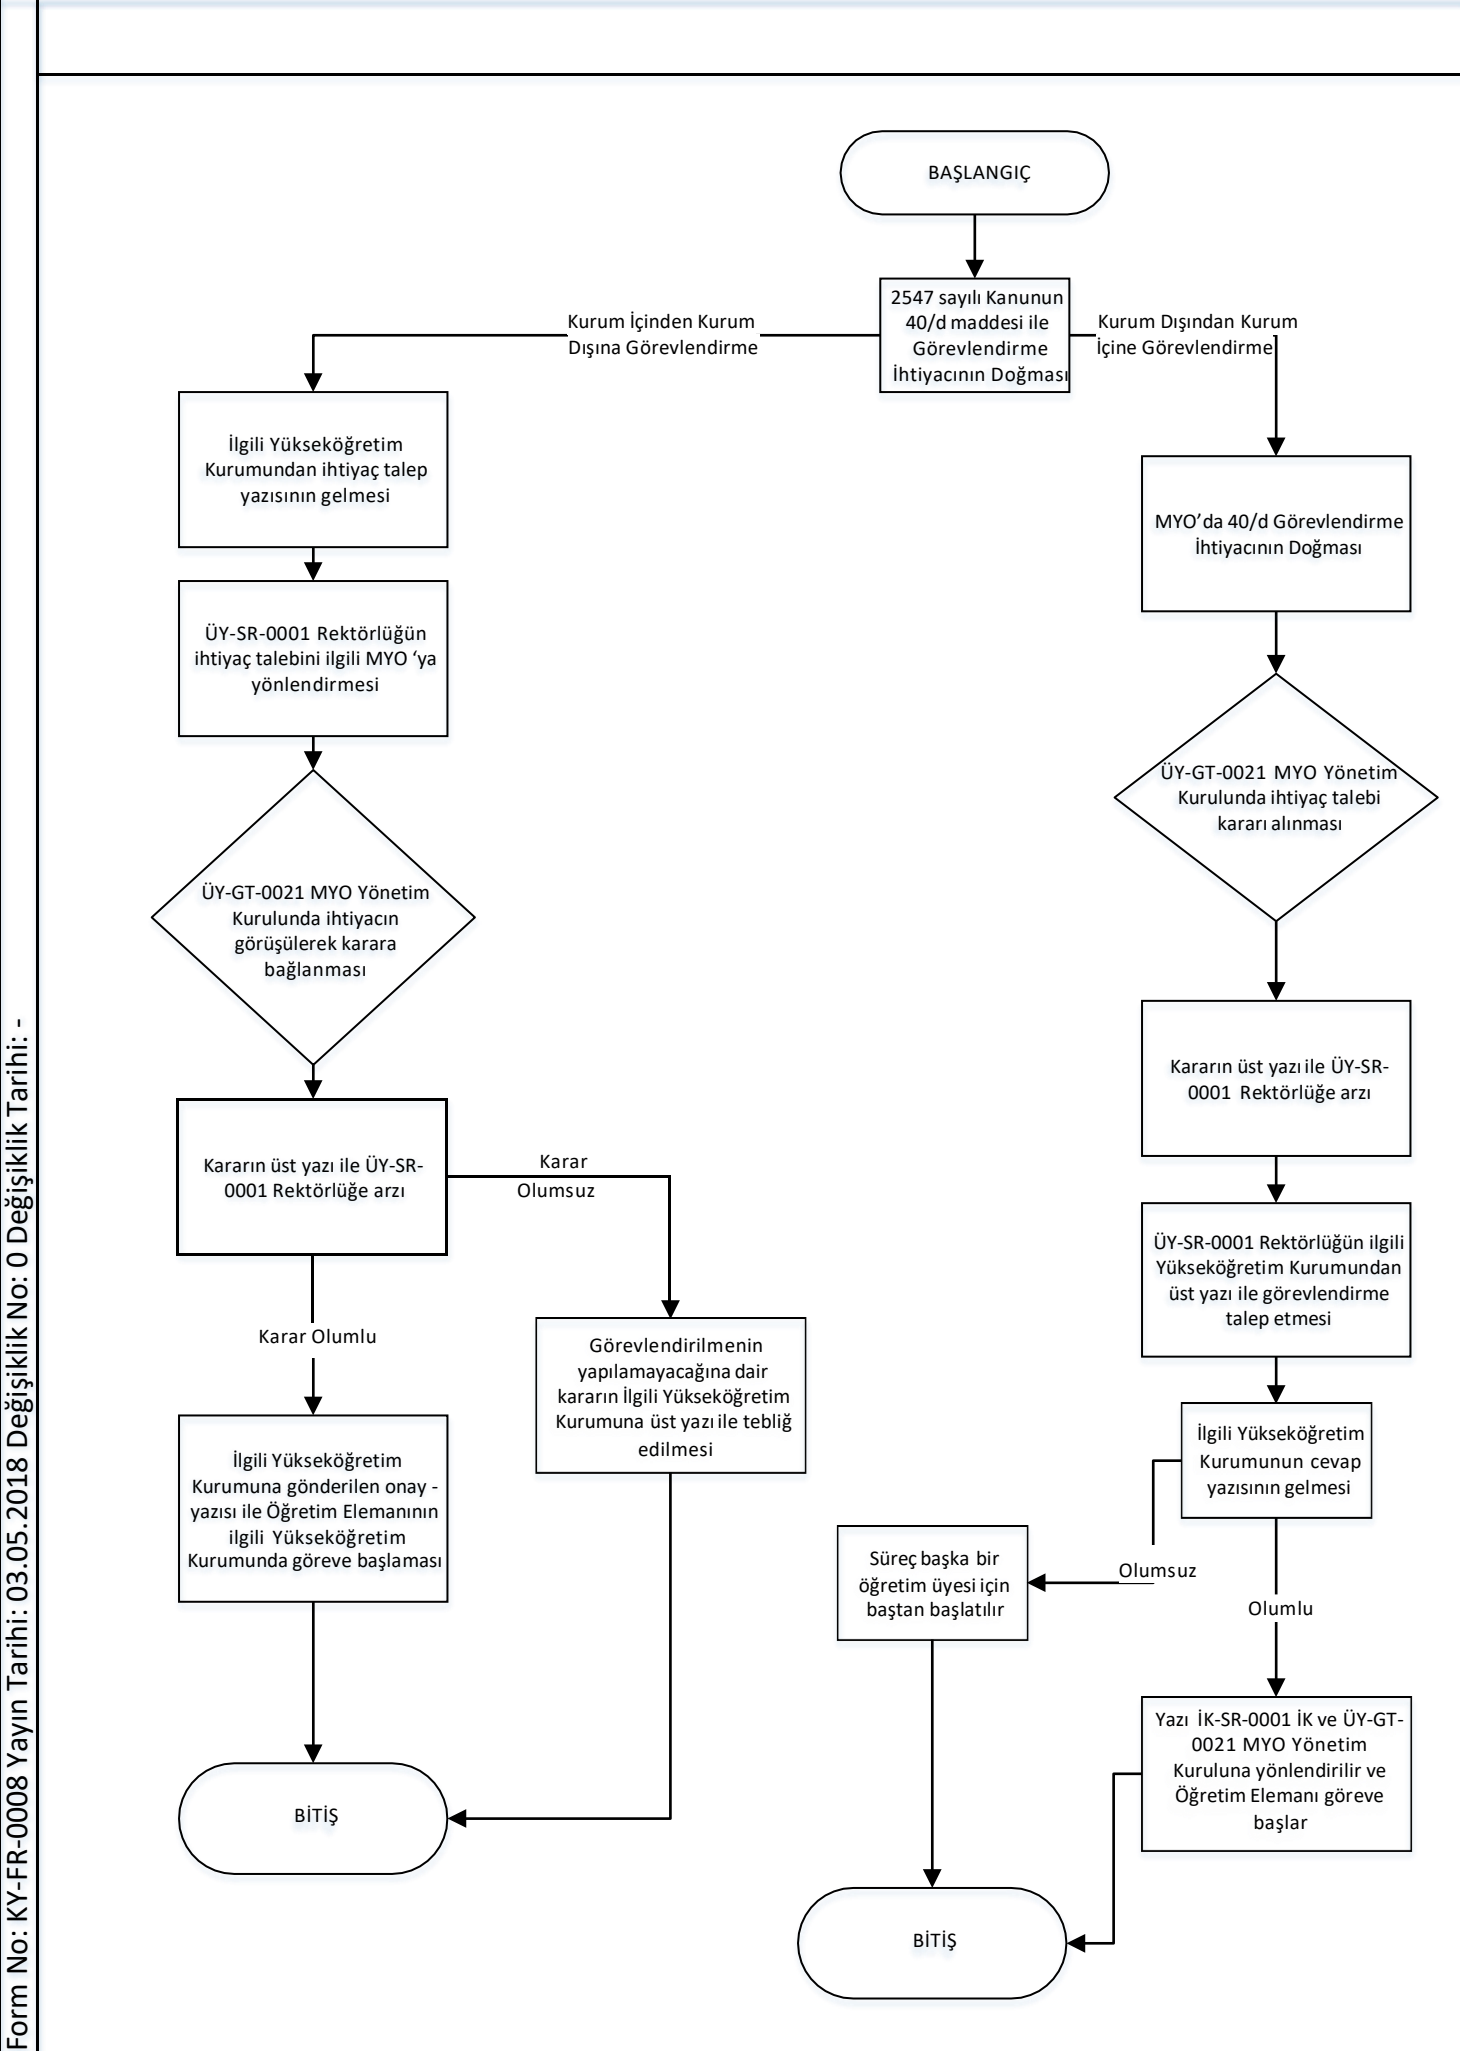 BAŞLANGIÇ
2547 sayılı Kanunun
40/d maddesi ile
Görevlendirme
İhtiyacının Doğması
Kurum İçinden Kurum
Dışına Görevlendirme
Kurum Dışından Kurum
İçine Görevlendirme
İlgili Yükseköğretim
Kurumundan ihtiyaç talep
yazısının gelmesi
ÜY-SR-0001 Rektörlüğün
ihtiyaç talebini ilgili MYO ‘ya
yönlendirmesi
ÜY-GT-0021 MYO Yönetim
Kurulunda ihtiyacın
görüşülerek karara
bağlanması
Kararın üst yazı ile ÜY-SR-
0001 Rektörlüğe arzı
Karar
Olumsuz
Karar Olumlu
Görevlendirilmenin
yapılamayacağına dair
kararın İlgili Yükseköğretim
Kurumuna üst yazı ile tebliğ
edilmesi
İlgili Yükseköğretim
Kurumuna gönderilen onay -
yazısı ile Öğretim Elemanının
ilgili Yükseköğretim
Kurumunda göreve başlaması
BİTİŞ
MYO’da 40/d Görevlendirme
İhtiyacının Doğması
ÜY-GT-0021 MYO Yönetim
Kurulunda ihtiyaç talebi
kararı alınması
Kararın üst yazı ile ÜY-SR-
0001 Rektörlüğe arzı
ÜY-SR-0001 Rektörlüğün ilgili
Yükseköğretim Kurumundan
üst yazı ile görevlendirme
talep etmesi
İlgili Yükseköğretim
Kurumunun cevap
yazısının gelmesi
Olumsuz
Olumlu
Süreç başka bir
öğretim üyesi için
baştan başlatılır
Yazı İK-SR-0001 İK ve ÜY-GT-
0021 MYO Yönetim
Kuruluna yönlendirilir ve
Öğretim Elemanı göreve
başlar
BİTİŞ
Form No: KY-FR-0008 Yayın Tarihi: 03.05.2018 Değişiklik No: 0 Değişiklik Tarihi: -